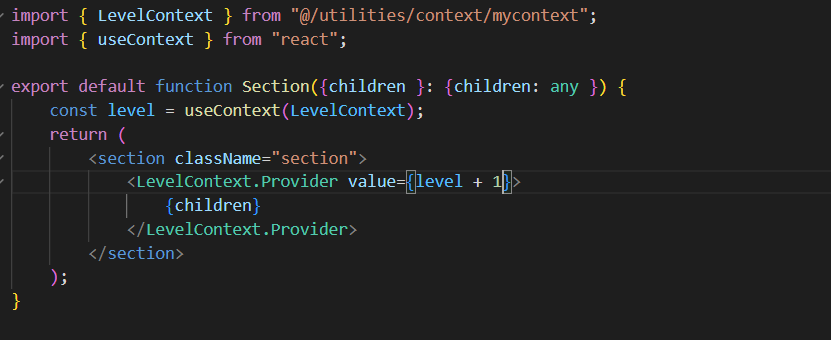 import { LevelContext } from "@/utilities/context/mycontext";
import { useContext } from "react";
export default function Section({children }: {children: any }) {
const level = useContext(LevelContext);
return (
<section className="section">
<LevelContext.Provider value={level + 1}>
{children}
</LevelContext.Provider>
</section>
);
}